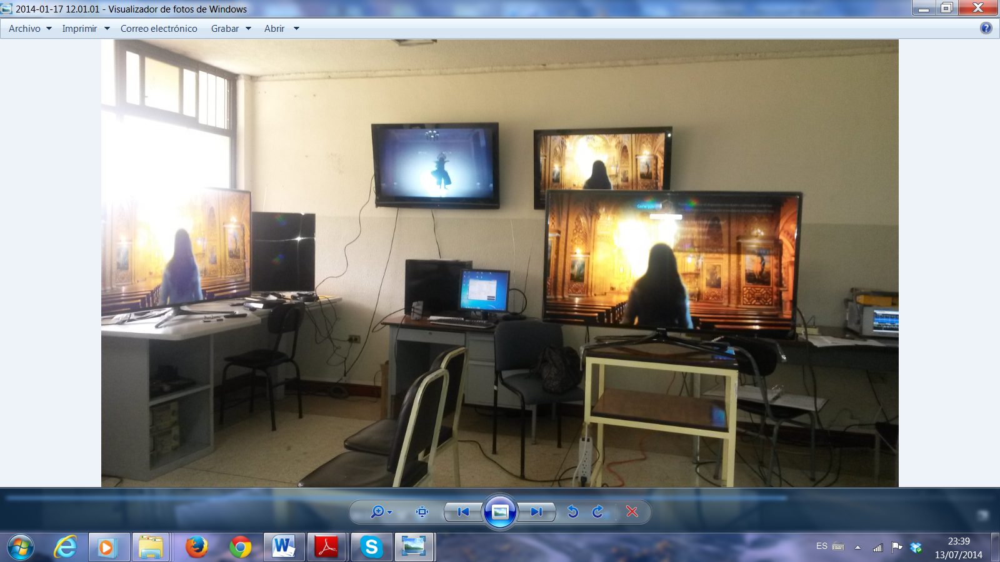 2014-01-17 12.01.01 - Visualizador de fotos de Windows
Archivo Imprimir Correo electrónico Grabar Abrir
ES
23:39
13/07/2014